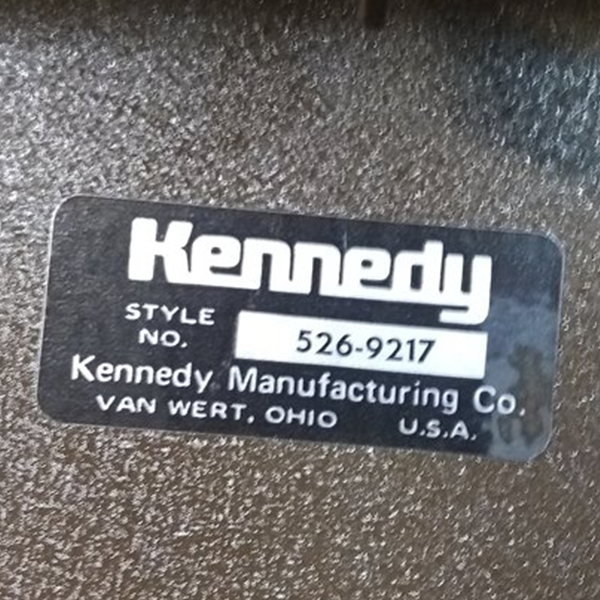 Kennedy
STYLE NO. 526-9217
Kennedy Manufacturing Co.
VAN WERT, OHIO U.S.A.